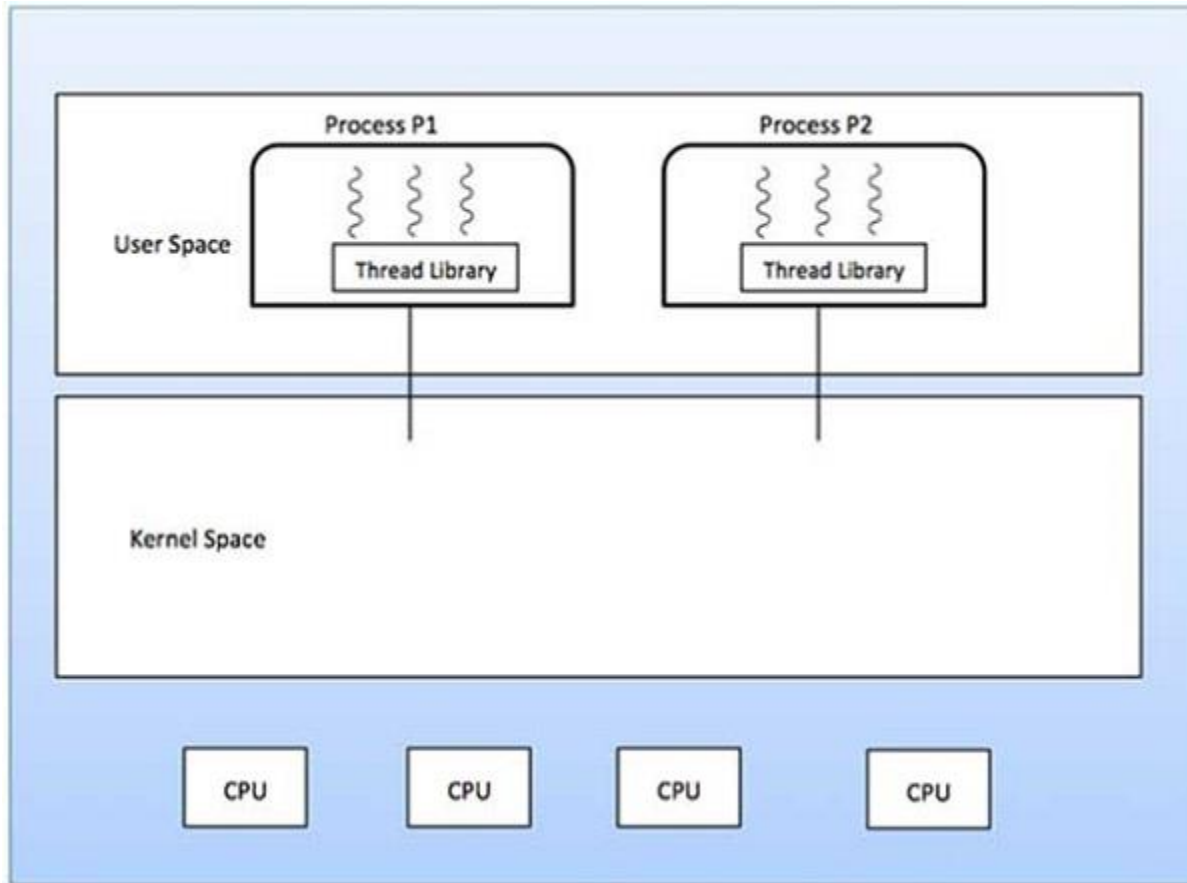 Process P1
Process P2
User Space
Thread Library
Thread Library
Kernel Space
CPU
CPU
CPU
CPU